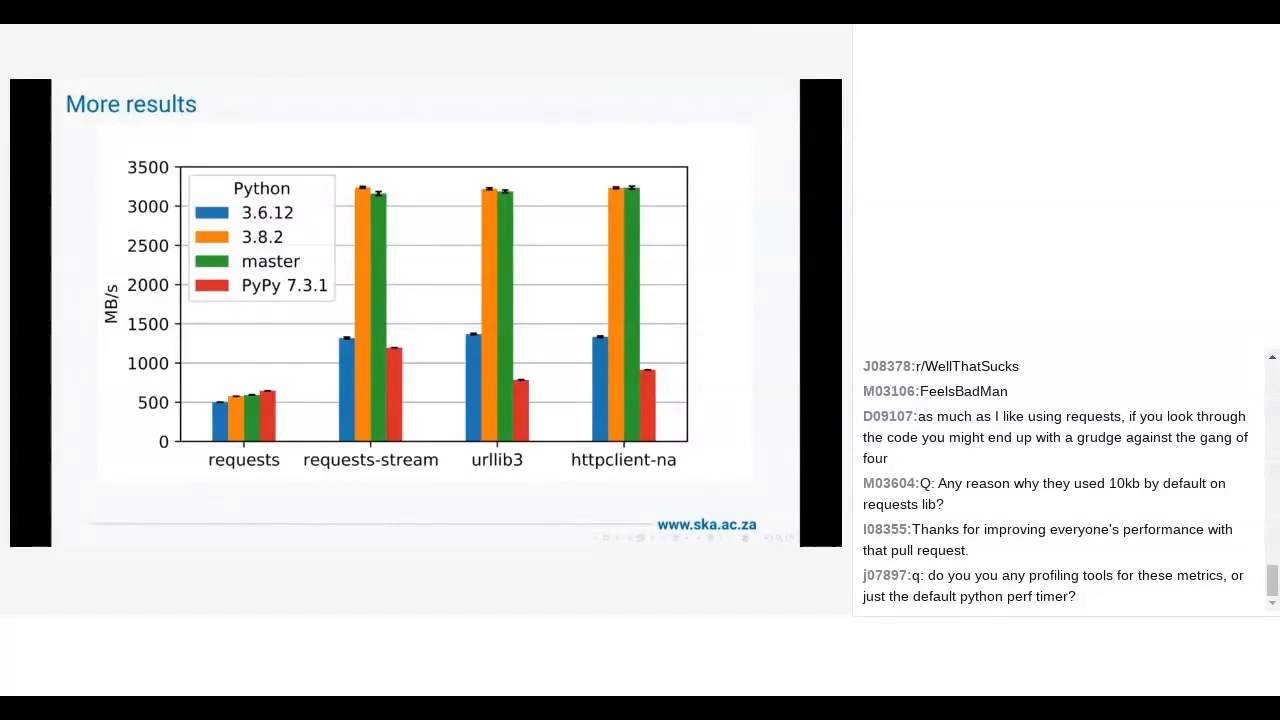 More results
3500
3000
2500
2000
1500
1000
500
0
MB/s
Python
3.6.12
3.8.2
master
PyPy 7.3.1
requests
requests-stream
urllib3
httpclient-na
www.ska.ac.za
J08378:r/WellThatSucks
M03106:FeelsBadMan
D09107:as much as I like using requests, if you look through
the code you might end up with a grudge against the gang of
four
M03604:Q: Any reason why they used 10kb by default on
requests lib?
I08355:Thanks for improving everyone's performance with
that pull request.
j07897:q: do you you any profiling tools for these metrics, or
just the default python perf timer?